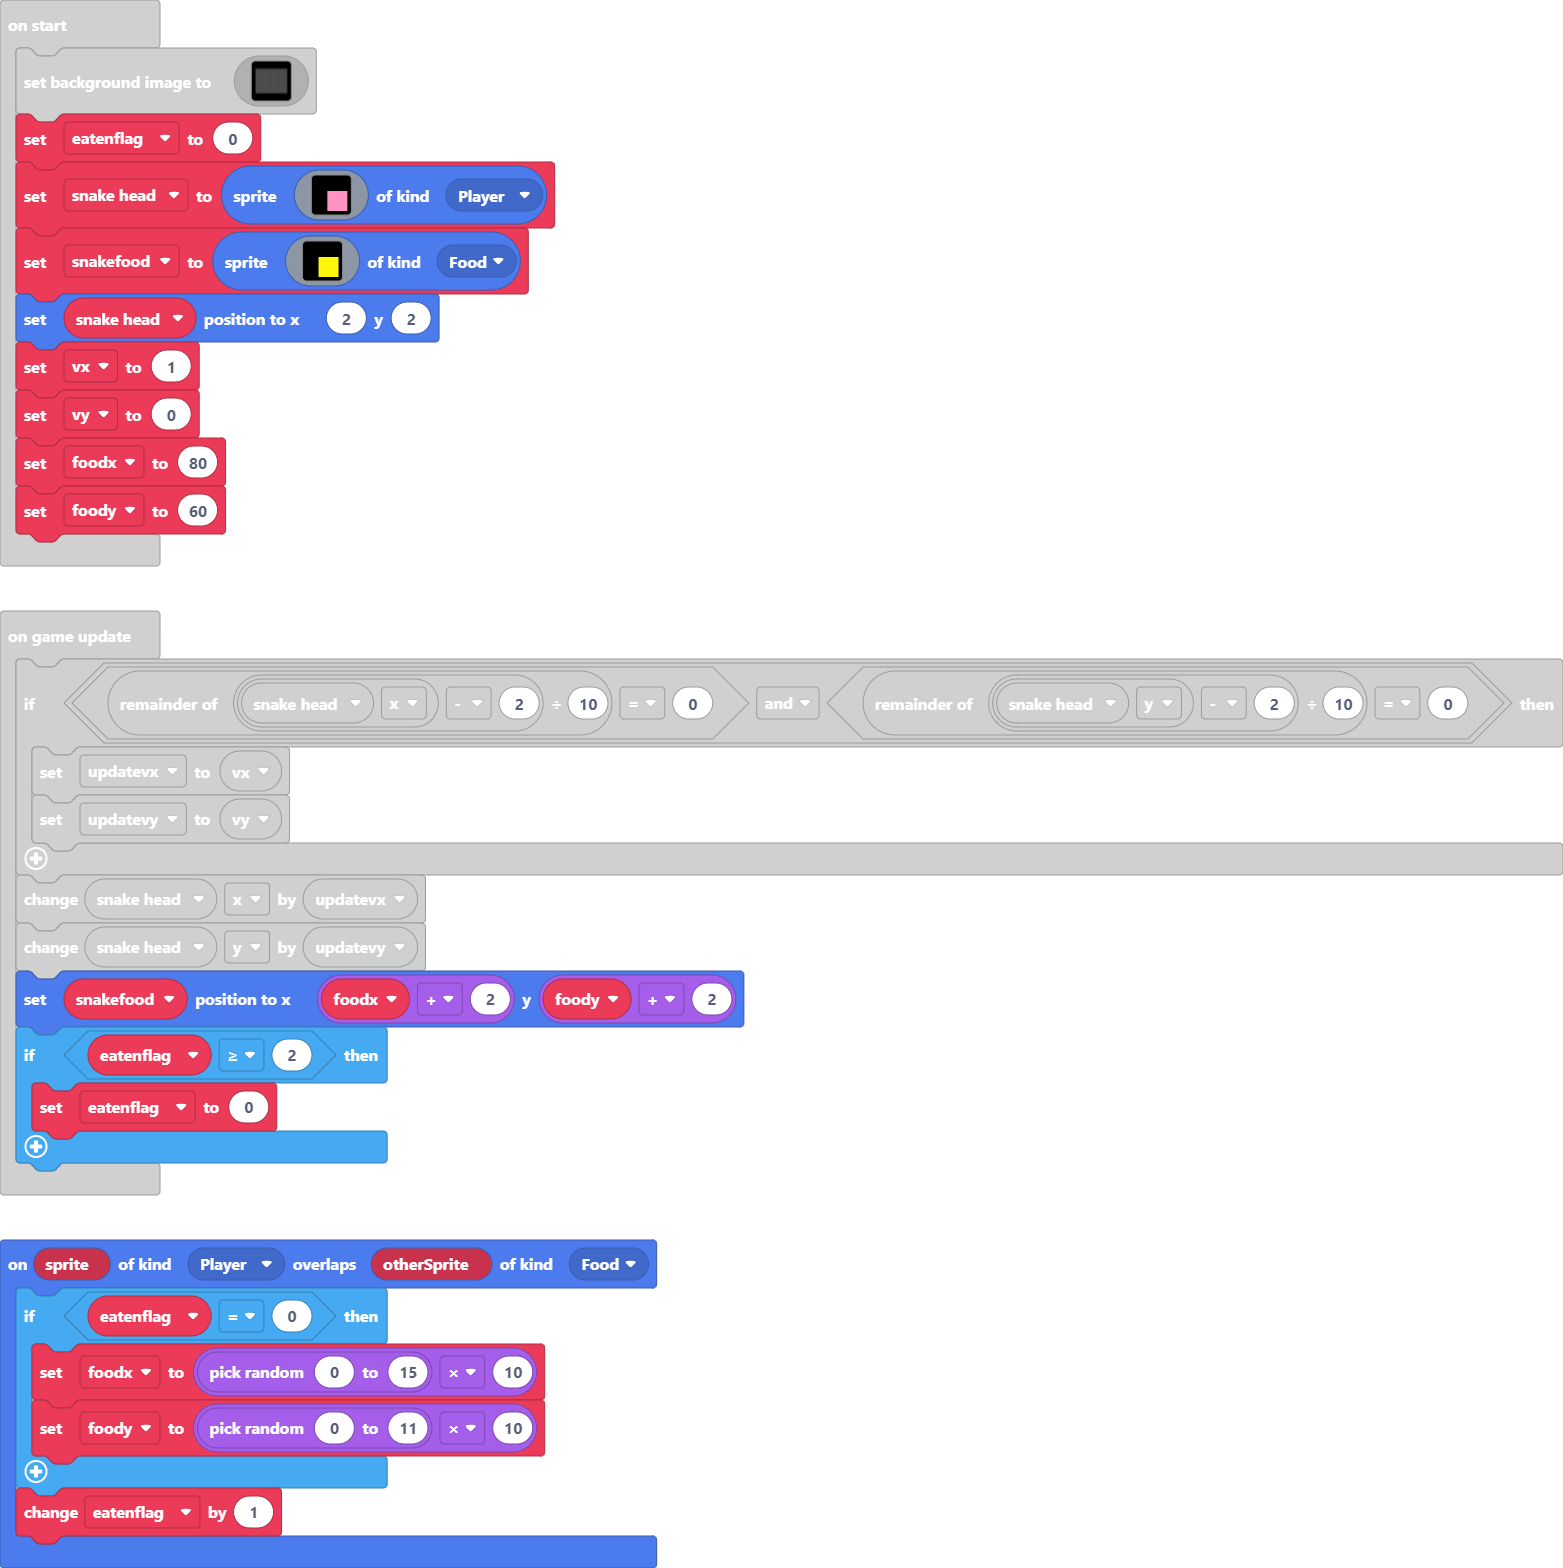 on start
set background image to
set eatenflag to 0
set snake head to sprite of kind Player
set snakefood to sprite of kind Food
set snake head position to x 2 y 2
set vx to 1
set vy to 0
set foodx to 80
set foody to 60
on game update
if remainder of snake head x - 2 ÷ 10 = 0 and remainder of snake head y - 2 ÷ 10 = 0 then
set updatevx to vx
set updatevy to vy
change snake head x by updatevx
change snake head y by updatevy
set snakefood position to x foodx + 2 y foody + 2
if eatenflag ≥ 2 then
set eatenflag to 0
on sprite of kind Player overlaps otherSprite of kind Food
if eatenflag = 0 then
set foodx to pick random 0 to 15 × 10
set foody to pick random 0 to 11 × 10
change eatenflag by 1